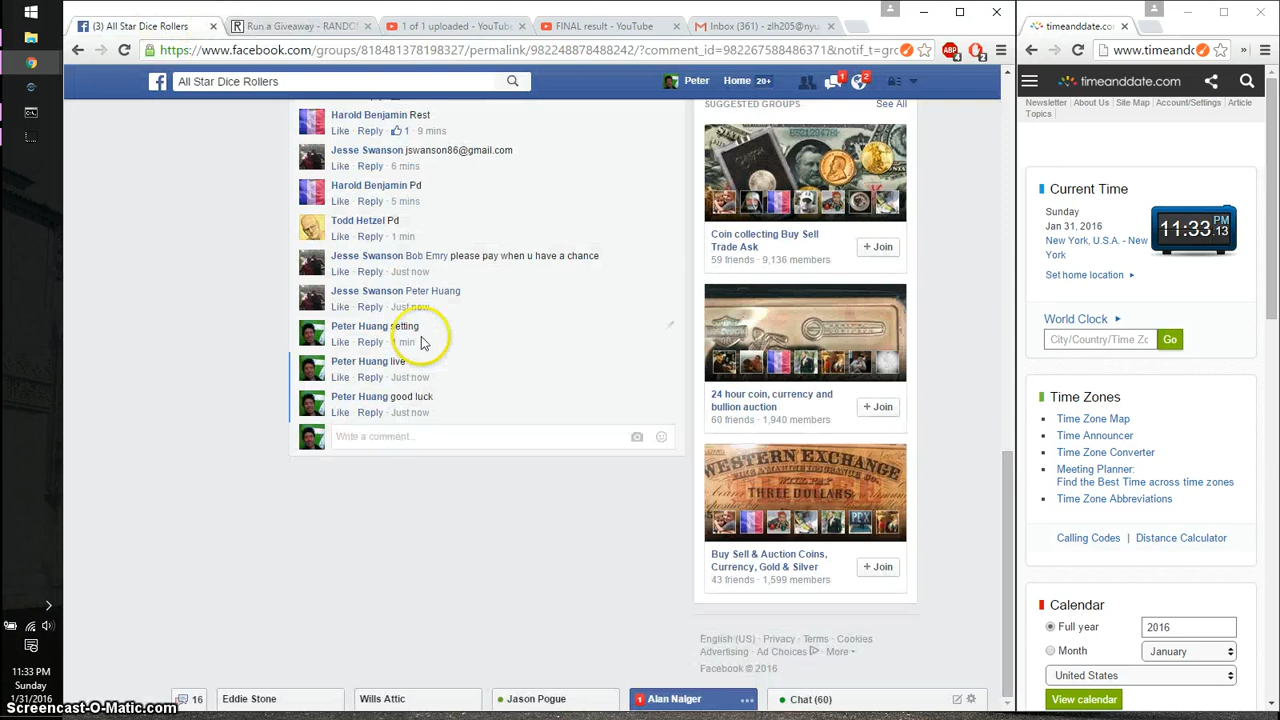 (3) All Star Dice Rollers
Run a Giveaway - RANDO
1 of 1 uploaded - YouTube
FINAL result - YouTube
Inbox (361) - zlh205@nyu
https://www.facebook.com/groups/818481378198327/permalink/982248878488242/?comment_id=982267588486371&notif_t=gro
ABP
4
2
All Star Dice Rollers
Peter
Home 20+
1
2
Harold Benjamin Rest
Like · Reply · 1 · 9 mins
Jesse Swanson jswanson86@gmail.com
Like · Reply · 6 mins
Harold Benjamin Pd
Like · Reply · 5 mins
Todd Hetzel Pd
Like · Reply · 1 min
Jesse Swanson Bob Emry please pay when u have a chance
Like · Reply · Just now
Jesse Swanson Peter Huang
Like · Reply · Just now
Peter Huang setting
Like · Reply · 1 min
Peter Huang live
Like · Reply · Just now
Peter Huang good luck
Like · Reply · Just now
Write a comment...
SUGGESTED GROUPS
See All
Coin collecting Buy Sell
Trade Ask
59 friends · 9,136 members
+ Join
24 hour coin, currency and
bullion auction
60 friends · 1,940 members
+ Join
WESTERN EXCHANGE
THREE DOLLARS
PDX
Buy Sell & Auction Coins,
Currency, Gold & Silver
43 friends · 1,599 members
+ Join
English (US) · Privacy · Terms · Cookies
Advertising · Ad Choices · More
Facebook © 2016
16
Eddie Stone
Wills Attic
Jason Pogue
1 Alan Nalger
Chat (60)
11:33 PM
Sunday
1/31/2016
Screencast-O-Matic.com
timeanddate.com
www.timeandc
timeanddate.com
Newsletter
About Us
Site Map
Account/Settings
Article
Topics
Current Time
Sunday
Jan 31, 2016
New York, U.S.A. - New
York
11:33 PM 13
Set home location
World Clock
City/Country/Time Zo
Go
Time Zones
Time Zone Map
Time Announcer
Time Zone Converter
Meeting Planner:
Find the Best Time across time zones
Time Zone Abbreviations
Calling Codes | Distance Calculator
Calendar
Full year
2016
Month
January
United States
View calendar